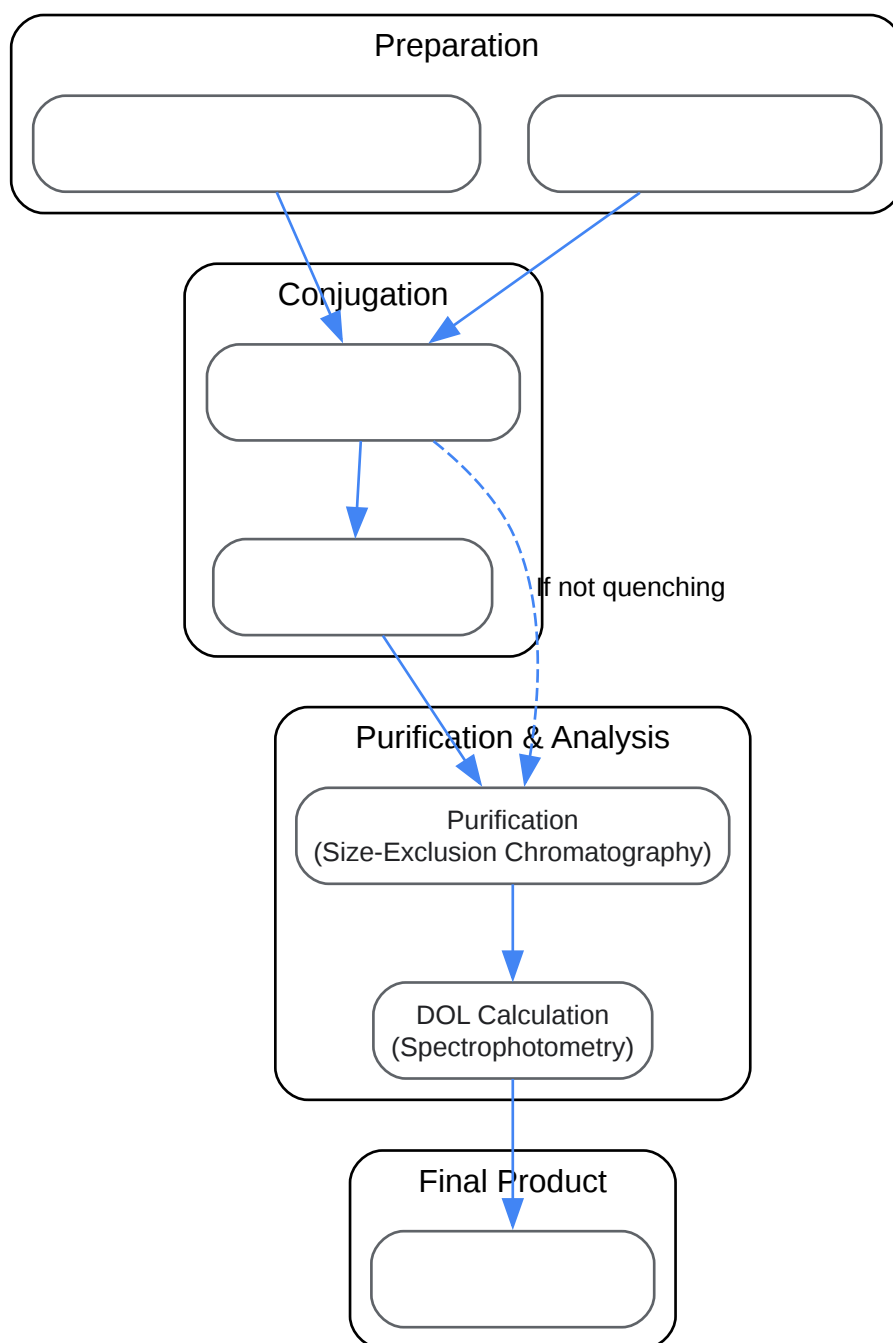 Preparation
Conjugation
If not quenching
Purification & Analysis
Purification
(Size-Exclusion Chromatography)
DOL Calculation
(Spectrophotometry)
Final Product